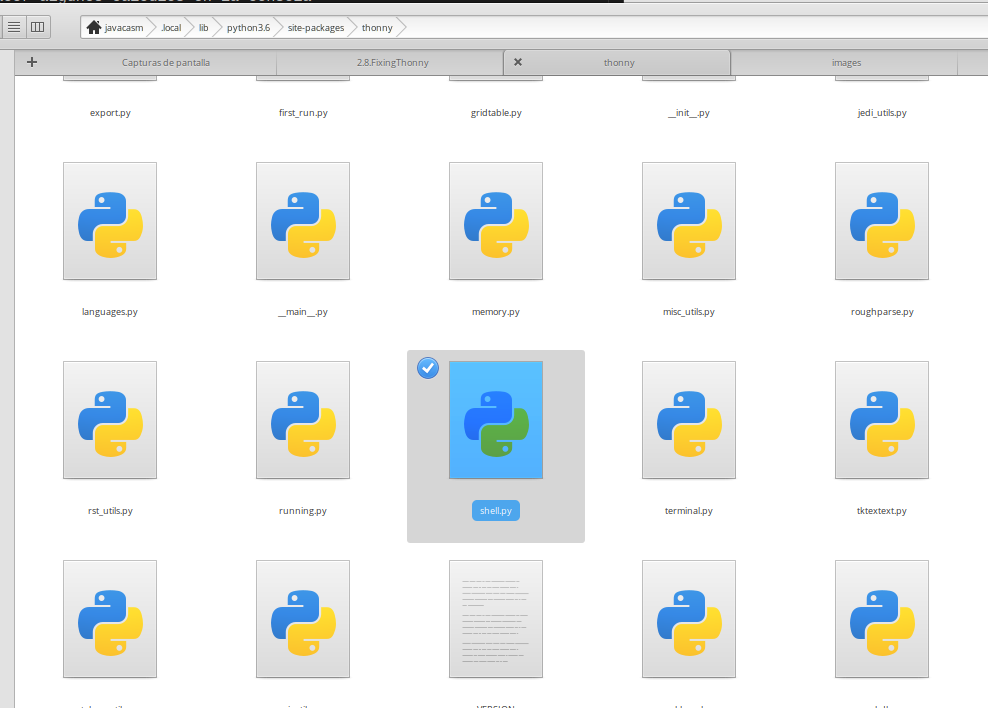 javacasm .local lib python3.6 site-packages thonny
Capturas de pantalla 2.8.FixingThonny thonny images
export.py first_run.py gridtable.py __init__.py jedi_utils.py
languages.py __main__.py memory.py misc_utils.py roughparse.py
rst_utils.py running.py shell.py terminal.py tktextext.py
VERSION